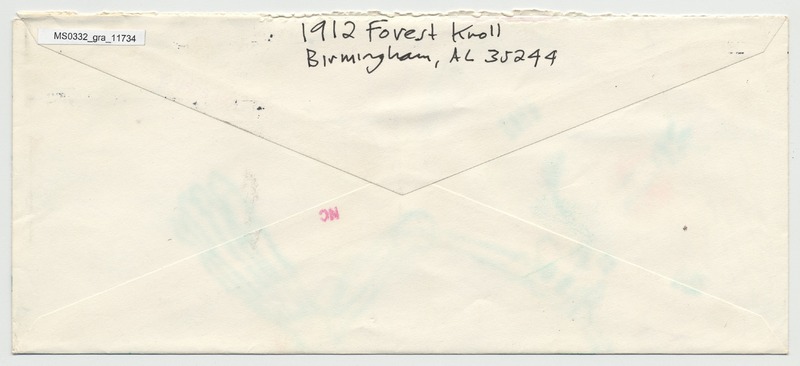 MS0332_gra_11734
1912 Forest Knoll
Birmingham, AL 35244
NC